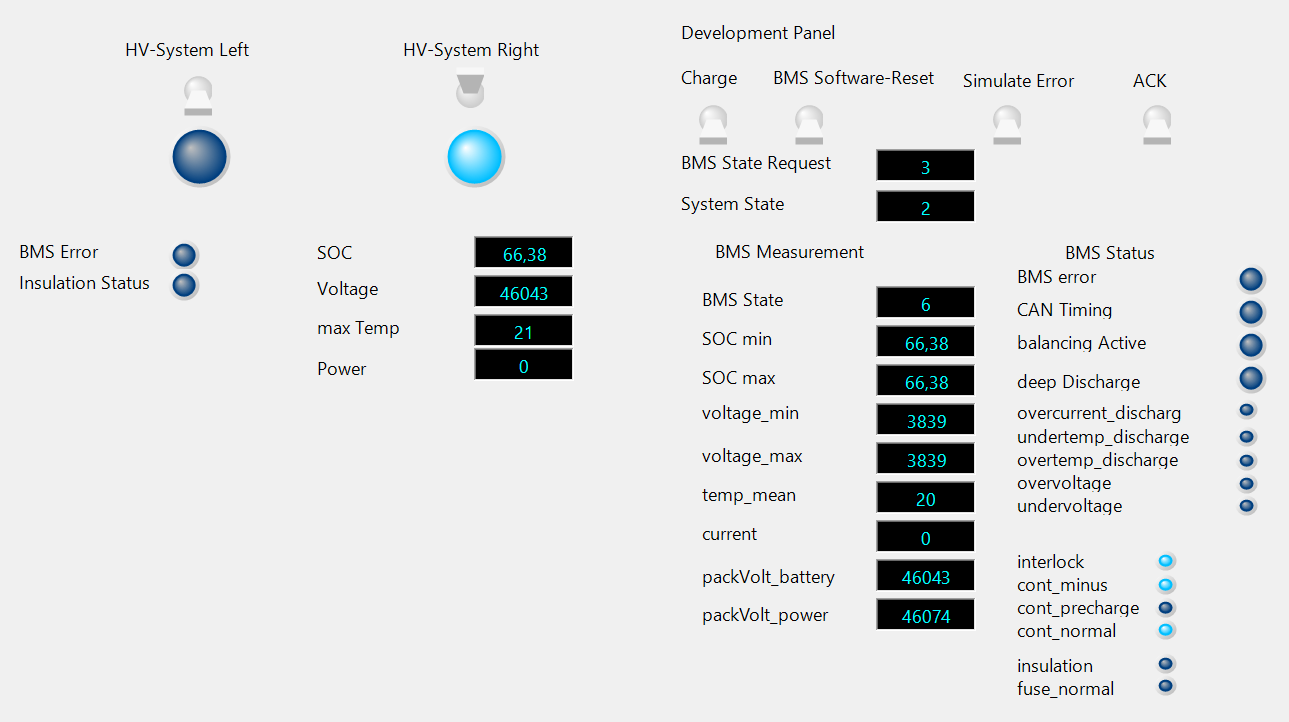 Development Panel
HV-System Left
HV-System Right
Charge
BMS Software-Reset
Simulate Error
ACK
BMS State Request 3
System State 2
BMS Error
Insulation Status
SOC 66,38
Voltage 46043
max Temp 21
Power 0
BMS Measurement
BMS State 6
SOC min 66,38
SOC max 66,38
voltage_min 3839
voltage_max 3839
temp_mean 20
current 0
packVolt_battery 46043
packVolt_power 46074
BMS Status
BMS error
CAN Timing
balancing Active
deep Discharge
overcurrent_discharg
undertemp_discharge
overtemp_discharge
overvoltage
undervoltage
interlock
cont_minus
cont_precharge
cont_normal
insulation
fuse_normal